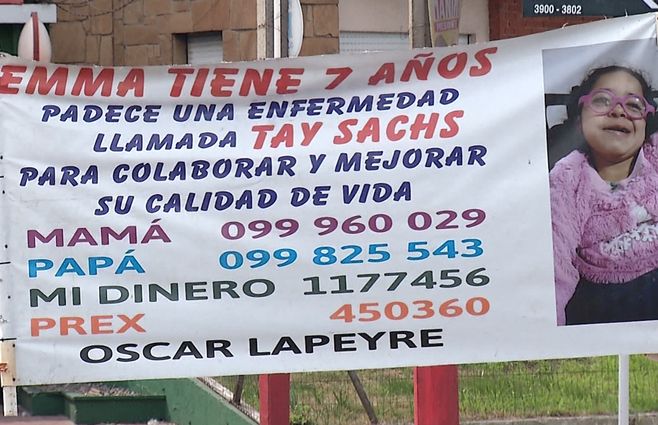 3900 - 3802
EMMA TIENE 7 AÑOS
PADECE UNA ENFERMEDAD
LLAMADA TAY SACHS
PARA COLABORAR Y MEJORAR
SU CALIDAD DE VIDA
MAMÁ 099 960 029
PAPÁ 099 825 543
MI DINERO 1177456
PREX 450360
OSCAR LAPEYRE